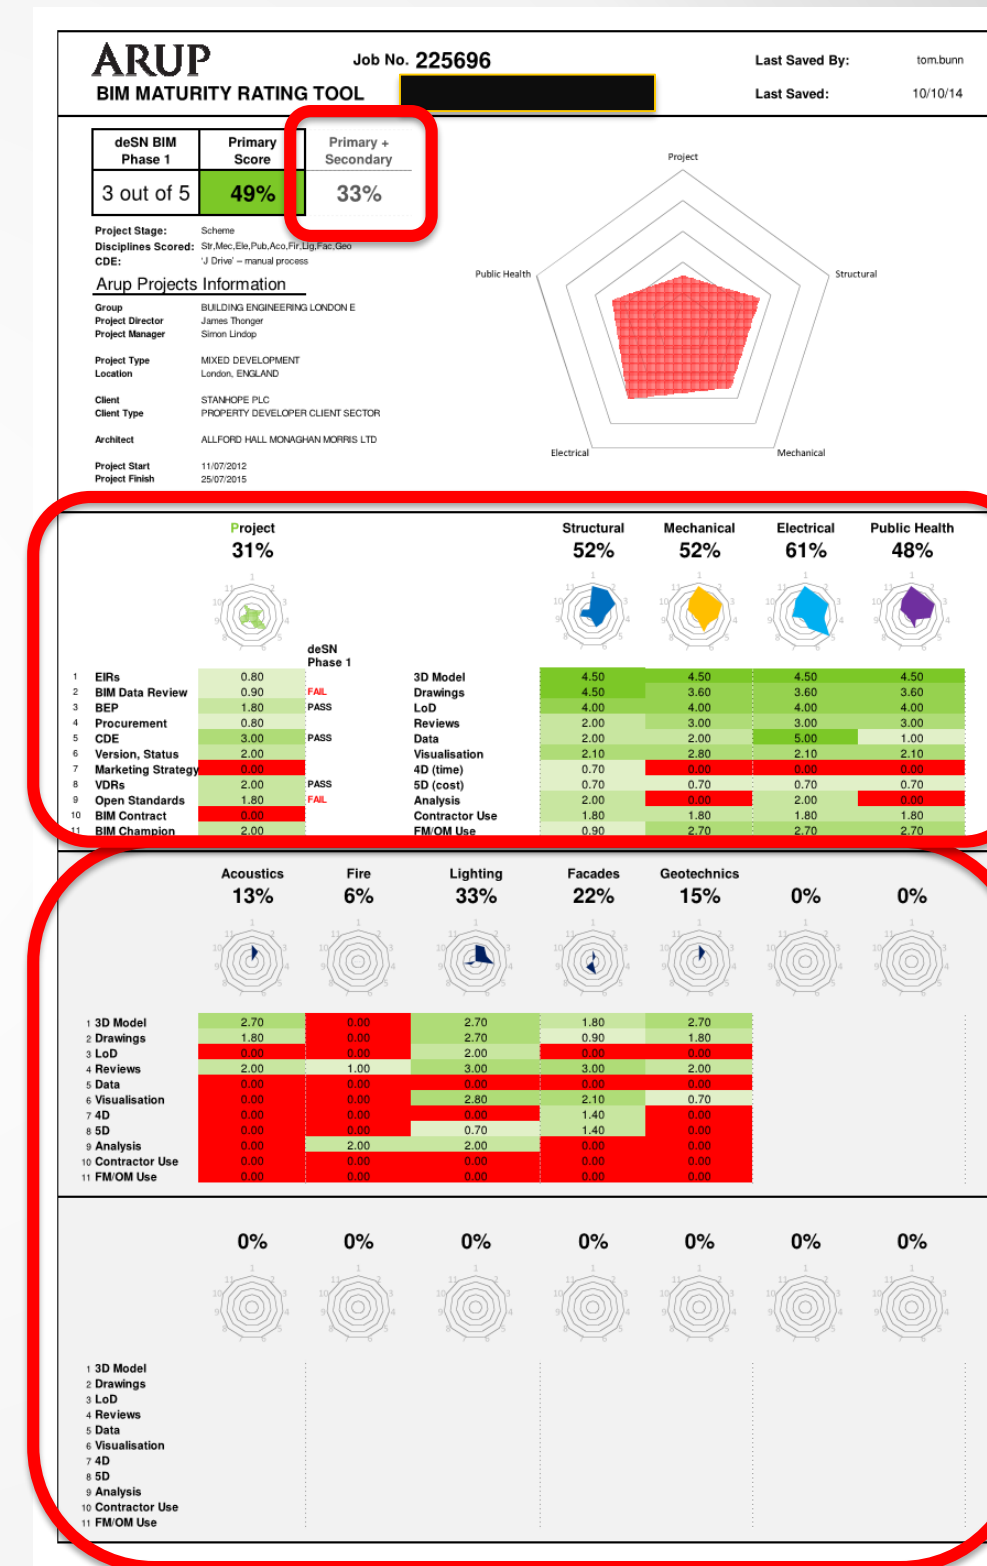 ARUP
Job No. 225696
Last Saved By: tom.bunn
BIM MATURITY RATING TOOL
Last Saved: 10/10/14
deSN BIM Phase 1 Primary Score Primary + Secondary
3 out of 5 49% 33%
Project Stage: Scheme
Disciplines Scored: Str,Mec,Ele,Pub,Aco,Fir,Lig,Fac,Geo
CDE: 'J Drive' – manual process
Arup Projects Information
Group BUILDING ENGINEERING LONDON E
Project Director James Thonger
Project Manager Simon Lindop
Project Type MIXED DEVELOPMENT
Location London, ENGLAND
Client STANHOPE PLC
Client Type PROPERTY DEVELOPER CLIENT SECTOR
Architect ALLFORD HALL MONAGHAN MORRIS LTD
Project Start 11/07/2012
Project Finish 25/07/2015
Project
Public Health Structural
Electrical Mechanical
Project Structural Mechanical Electrical Public Health
31% 52% 52% 61% 48%
deSN
Phase 1
1 EIRs 0.80 3D Model 4.50 4.50 4.50 4.50
2 BIM Data Review 0.90 FAIL Drawings 4.50 3.60 3.60 3.60
3 BEP 1.80 PASS LoD 4.00 4.00 4.00 4.00
4 Procurement 0.80 Reviews 2.00 3.00 3.00 3.00
5 CDE 3.00 PASS Data 2.00 2.00 5.00 1.00
6 Version, Status 2.00 Visualisation 2.10 2.80 2.10 2.10
7 Marketing Strategy 0.00 4D (time) 0.70 0.00 0.00 0.00
8 VDRs 2.00 PASS 5D (cost) 0.70 0.70 0.70 0.70
9 Open Standards 1.80 FAIL Analysis 2.00 0.00 2.00 0.00
10 BIM Contract 0.00 Contractor Use 1.80 1.80 1.80 1.80
11 BIM Champion 2.00 FM/OM Use 0.90 2.70 2.70 2.70
Acoustics Fire Lighting Facades Geotechnics
13% 6% 33% 22% 15% 0% 0%
1 3D Model 2.70 0.00 2.70 1.80 2.70
2 Drawings 1.80 0.00 2.70 0.90 1.80
3 LoD 0.00 0.00 2.00 0.00 0.00
4 Reviews 2.00 1.00 3.00 3.00 2.00
5 Data 0.00 0.00 0.00 0.00 0.00
6 Visualisation 0.00 0.00 2.80 2.10 0.70
7 4D 0.00 0.00 0.00 1.40 0.00
8 5D 0.00 0.00 0.70 1.40 0.00
9 Analysis 0.00 2.00 2.00 0.00 0.00
10 Contractor Use 0.00 0.00 0.00 0.00 0.00
11 FM/OM Use 0.00 0.00 0.00 0.00 0.00
0% 0% 0% 0% 0% 0% 0%
1 3D Model
2 Drawings
3 LoD
4 Reviews
5 Data
6 Visualisation
7 4D
8 5D
9 Analysis
10 Contractor Use
11 FM/OM Use